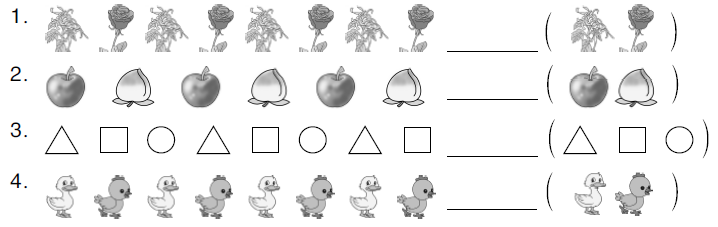 1. ( )
2. ( )
3. ( )
4. ( )